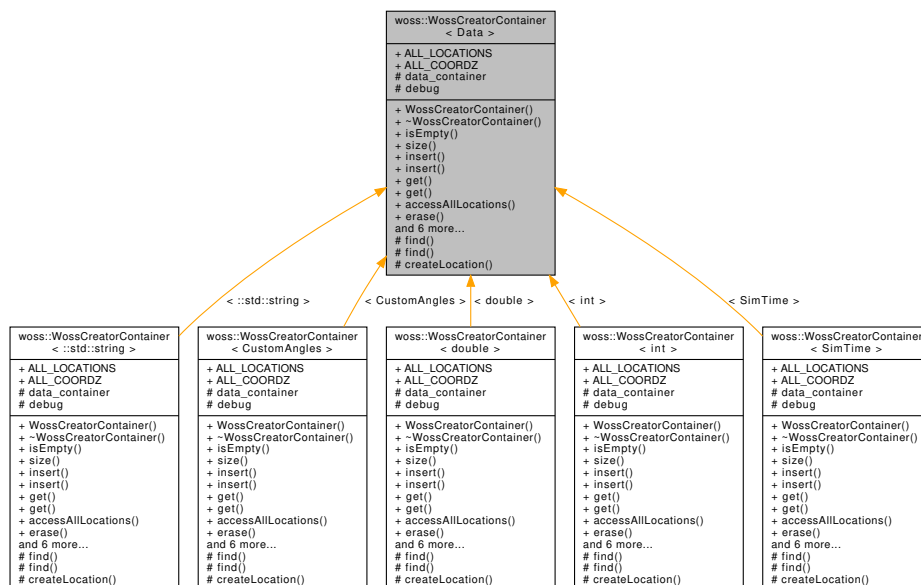 woss::WossCreatorContainer
< Data >
+ ALL_LOCATIONS
+ ALL_COORDZ
# data_container
# debug
+ WossCreatorContainer()
+ ~WossCreatorContainer()
+ isEmpty()
+ size()
+ insert()
+ insert()
+ get()
+ get()
+ accessAllLocations()
+ erase()
and 6 more...
# find()
# find()
# createLocation()
< ::std::string >
< CustomAngles >
< double >
< int >
< SimTime >
woss::WossCreatorContainer
< ::std::string >
+ ALL_LOCATIONS
+ ALL_COORDZ
# data_container
# debug
+ WossCreatorContainer()
+ ~WossCreatorContainer()
+ isEmpty()
+ size()
+ insert()
+ insert()
+ get()
+ get()
+ accessAllLocations()
+ erase()
and 6 more...
# find()
# find()
# createLocation()
woss::WossCreatorContainer
< CustomAngles >
+ ALL_LOCATIONS
+ ALL_COORDZ
# data_container
# debug
+ WossCreatorContainer()
+ ~WossCreatorContainer()
+ isEmpty()
+ size()
+ insert()
+ insert()
+ get()
+ get()
+ accessAllLocations()
+ erase()
and 6 more...
# find()
# find()
# createLocation()
woss::WossCreatorContainer
< double >
+ ALL_LOCATIONS
+ ALL_COORDZ
# data_container
# debug
+ WossCreatorContainer()
+ ~WossCreatorContainer()
+ isEmpty()
+ size()
+ insert()
+ insert()
+ get()
+ get()
+ accessAllLocations()
+ erase()
and 6 more...
# find()
# find()
# createLocation()
woss::WossCreatorContainer
< int >
+ ALL_LOCATIONS
+ ALL_COORDZ
# data_container
# debug
+ WossCreatorContainer()
+ ~WossCreatorContainer()
+ isEmpty()
+ size()
+ insert()
+ insert()
+ get()
+ get()
+ accessAllLocations()
+ erase()
and 6 more...
# find()
# find()
# createLocation()
woss::WossCreatorContainer
< SimTime >
+ ALL_LOCATIONS
+ ALL_COORDZ
# data_container
# debug
+ WossCreatorContainer()
+ ~WossCreatorContainer()
+ isEmpty()
+ size()
+ insert()
+ insert()
+ get()
+ get()
+ accessAllLocations()
+ erase()
and 6 more...
# find()
# find()
# createLocation()